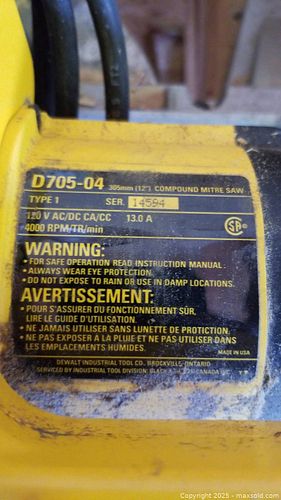 D705-04 305mm (12") COMPOUND MITRE SAW
TYPE 1 SER. 14594
120 V AC/DC CA/CC 13.0 A
4000 RPM/TR/min
WARNING:
• FOR SAFE OPERATION READ INSTRUCTION MANUAL.
• ALWAYS WEAR EYE PROTECTION.
• DO NOT EXPOSE TO RAIN OR USE IN DAMP LOCATIONS.
AVERTISSEMENT:
• POUR S'ASSURER DU FONCTIONNEMENT SÛR,
LIRE LE GUIDE D'UTILISATION.
• NE JAMAIS UTILISER SANS LUNETTE DE PROTECTION.
• NE PAS EXPOSER À LA PLUIE ET NE PAS UTILISER DANS
LES EMPLACEMENTS HUMIDES.
MADE IN USA
DEWALT INDUSTRIAL TOOL CO., BROCKVILLE, ONTARIO
SERVICED BY INDUSTRIAL TOOL DIVISION, BLACK & CANADA
Copyright 2025 - maxsold.com